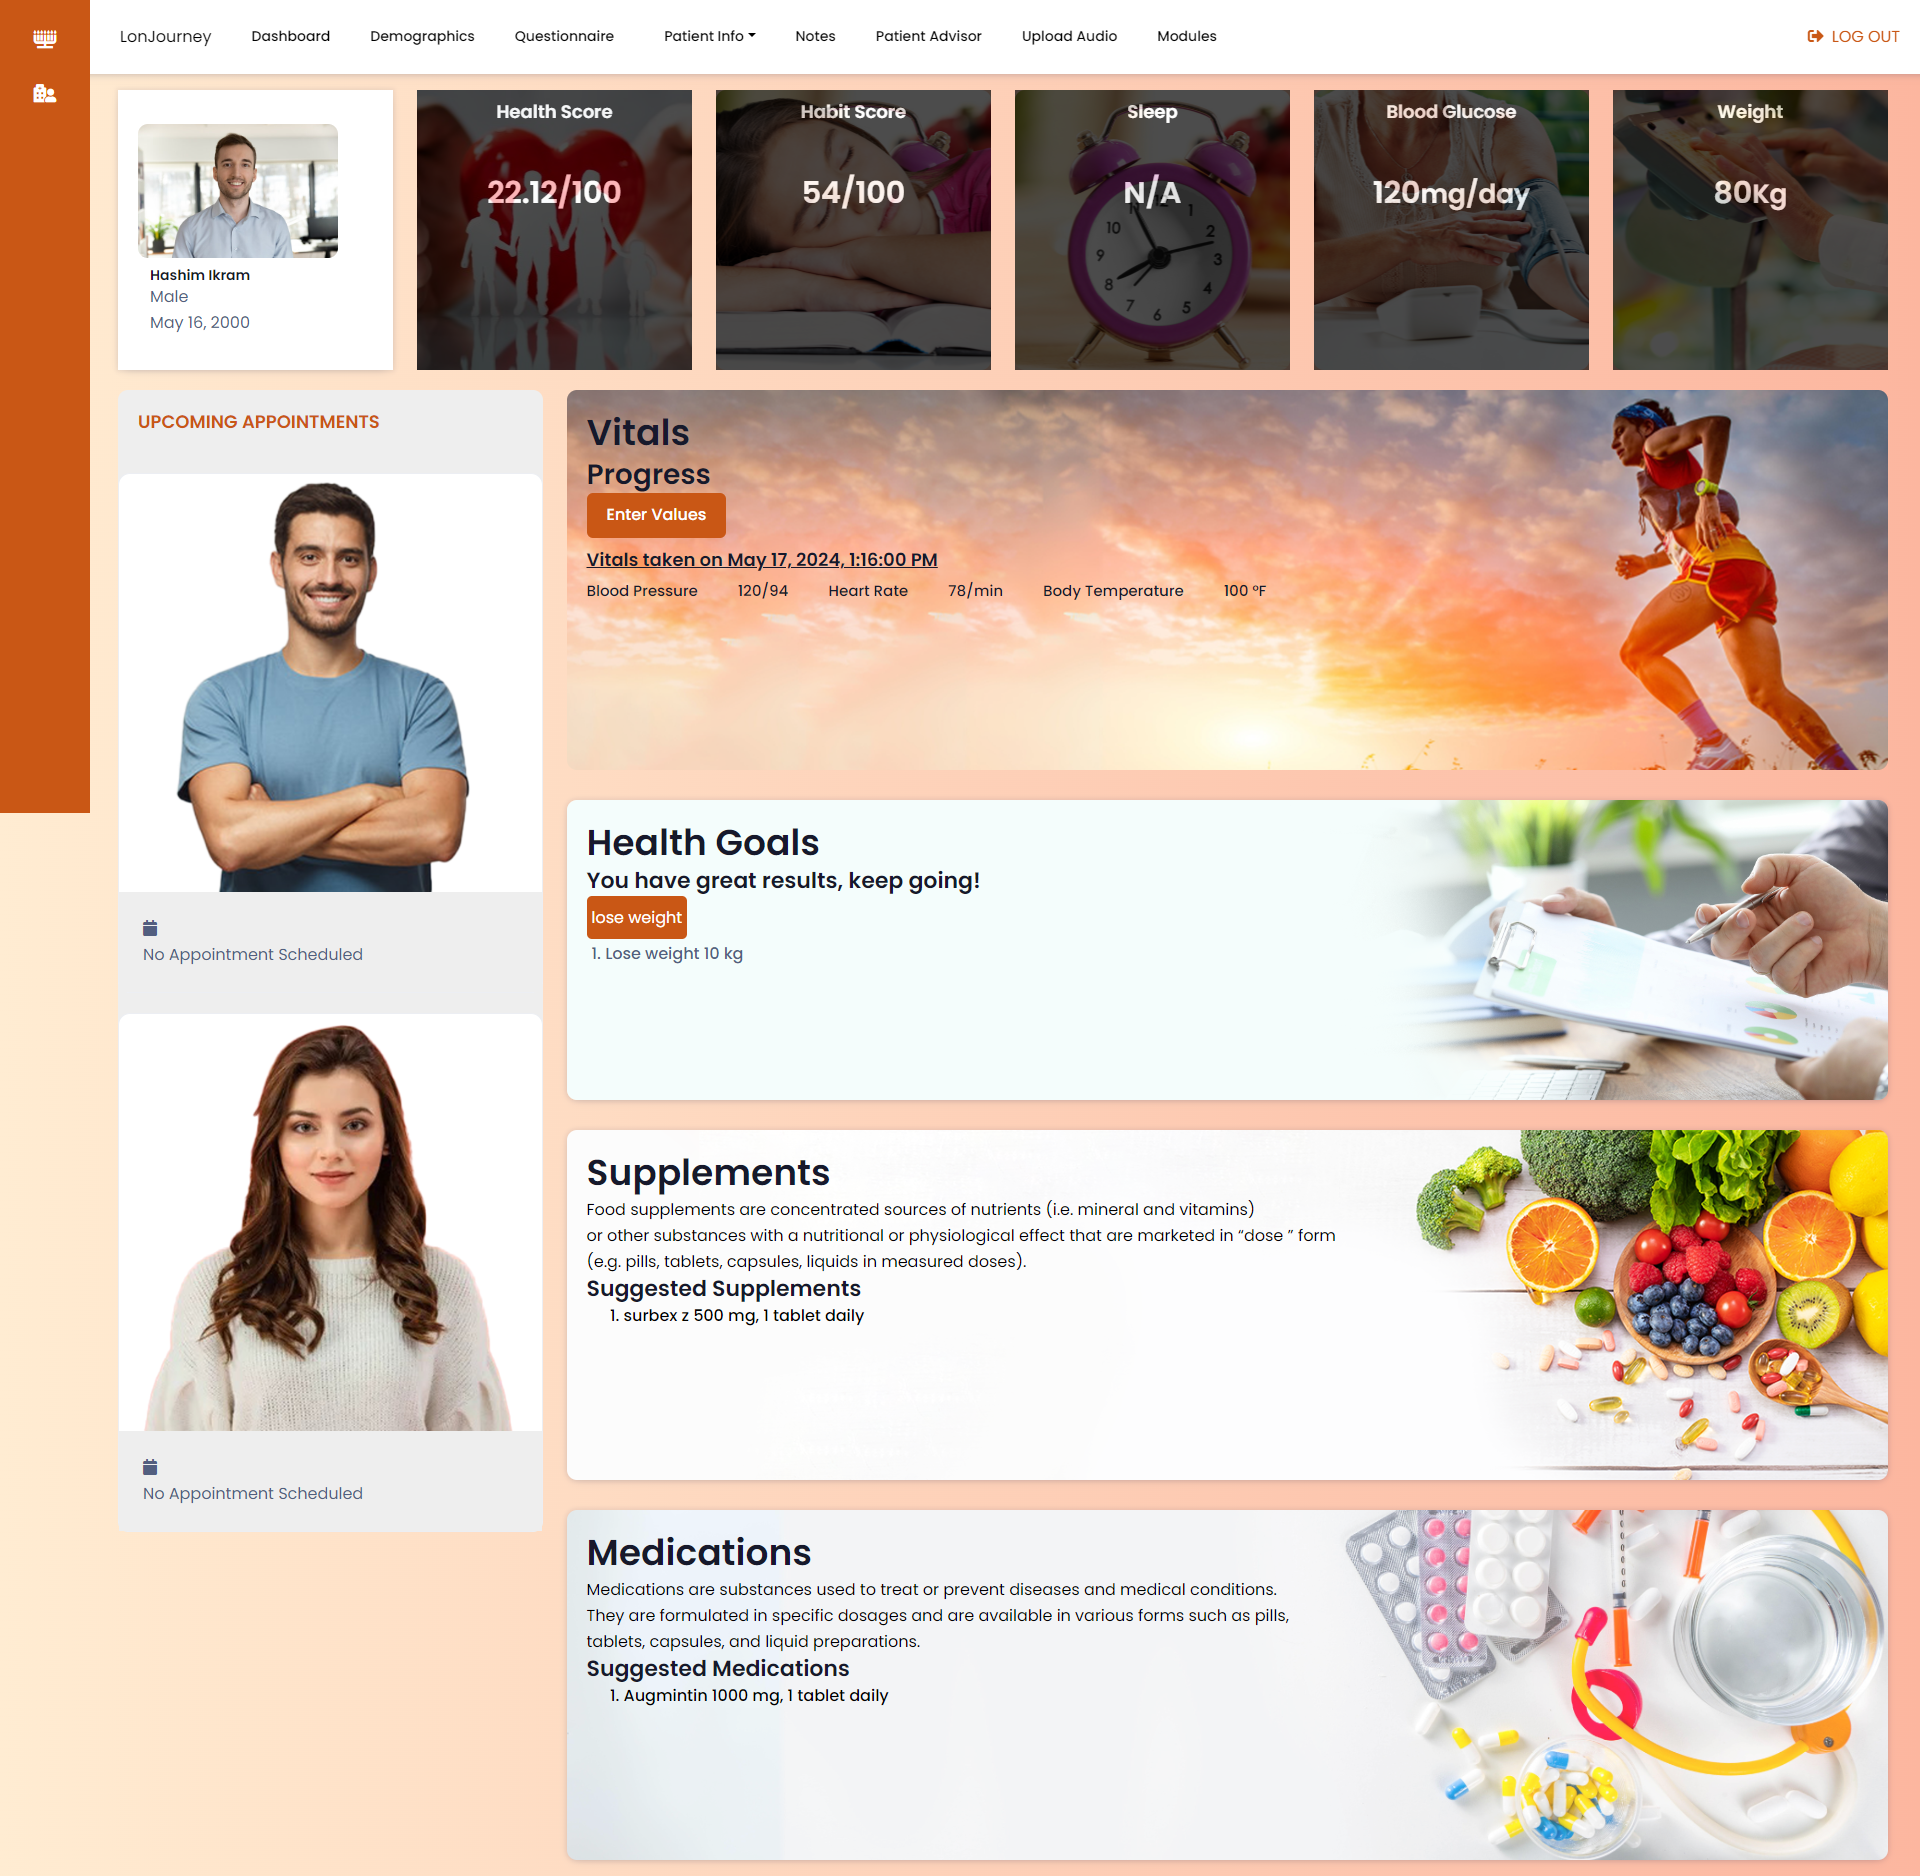 LonJourney
Dashboard
Demographics
Questionnaire
Patient Info
Notes
Patient Advisor
Upload Audio
Modules
LOG OUT
Hashim Ikram
Male
May 16, 2000
Health Score
22.12/100
Habit Score
54/100
Sleep
N/A
Blood Glucose
120mg/day
Weight
80Kg
UPCOMING APPOINTMENTS
No Appointment Scheduled
No Appointment Scheduled
Vitals
Progress
Enter Values
Vitals taken on May 17, 2024, 1:16:00 PM
Blood Pressure 120/94 Heart Rate 78/min Body Temperature 100 °F
Health Goals
You have great results, keep going!
lose weight
1. Lose weight 10 kg
Supplements
Food supplements are concentrated sources of nutrients (i.e. mineral and vitamins)
or other substances with a nutritional or physiological effect that are marketed in “dose ” form
(e.g. pills, tablets, capsules, liquids in measured doses).
Suggested Supplements
1. surbex z 500 mg, 1 tablet daily
Medications
Medications are substances used to treat or prevent diseases and medical conditions.
They are formulated in specific dosages and are available in various forms such as pills,
tablets, capsules, and liquid preparations.
Suggested Medications
1. Augmintin 1000 mg, 1 tablet daily